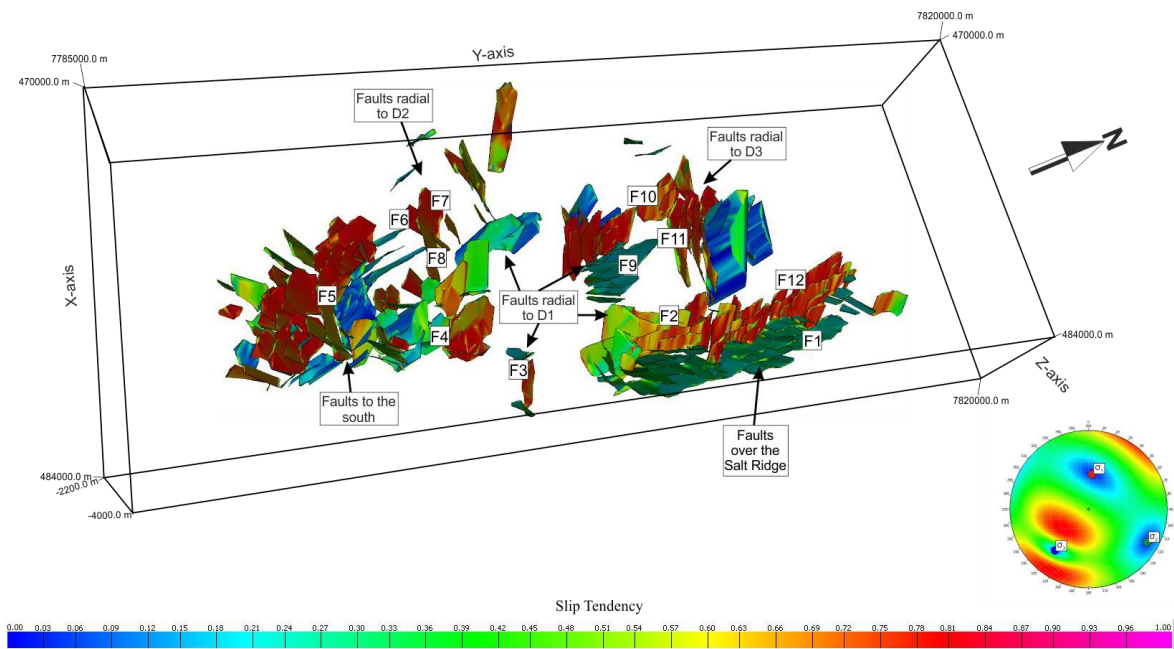 7820000.0 m
470000.0 m
7785000.0 m
470000.0 m
Y-axis
Faults radial
to D2
Faults radial
to D3
N
F7
F10
F6
F11
F8
F9
X-axis
F5
F12
Faults radial
to D1
F2
F4
F1
484000.0 m
F3
Z-axis
Faults to the
south
7820000.0 m
Faults
over the
Salt Ridge
484000.0 m
-2200.0 m
-4000.0 m
Slip Tendency
0.00 0.03 0.06 0.09 0.12 0.15 0.18 0.21 0.24 0.27 0.30 0.33 0.36 0.39 0.42 0.45 0.48 0.51 0.54 0.57 0.60 0.63 0.66 0.69 0.72 0.75 0.78 0.81 0.84 0.87 0.90 0.93 0.96 1.00